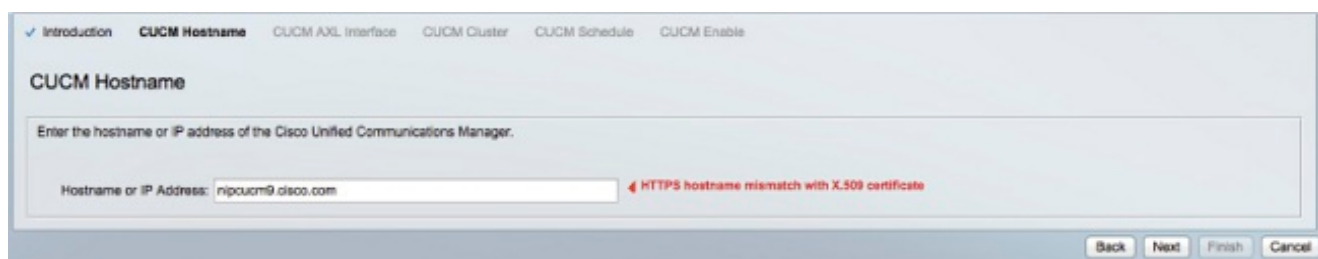 ✓ Introduction CUCM Hostname CUCM AXL Interface CUCM Cluster CUCM Schedule CUCM Enable
CUCM Hostname
Enter the hostname or IP address of the Cisco Unified Communications Manager.
Hostname or IP Address: nipcucm9.cisco.com HTTPS hostname mismatch with X.509 certificate
Back Next Finish Cancel